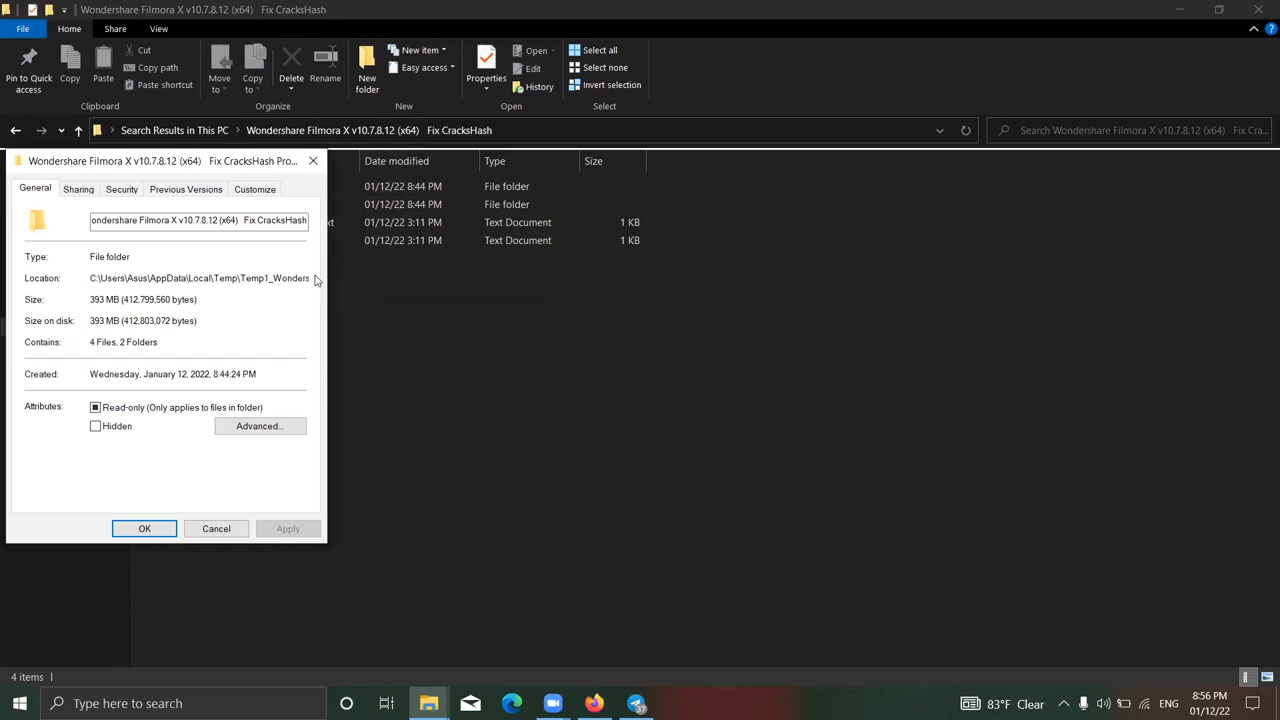 Wondershare Filmora X v10.7.8.12 (x64) Fix CracksHash
File Home Share View
Pin to Quick access
Copy
Paste
Cut
Copy path
Paste shortcut
Clipboard
Move to
Copy to
Delete
Rename
Organize
New folder
New item
Easy access
New
Properties
Open
Edit
History
Open
Select all
Select none
Invert selection
Select
Search Results in This PC Wondershare Filmora X v10.7.8.12 (x64) Fix CracksHash
Search Wondershare Filmora X v10.7.8.12 (x64) Fix Cra...
Date modified Type Size
01/12/22 8:44 PM File folder
01/12/22 8:44 PM File folder
xt 01/12/22 3:11 PM Text Document 1 KB
01/12/22 3:11 PM Text Document 1 KB
Wondershare Filmora X v10.7.8.12 (x64) Fix CracksHash Pro...
General Sharing Security Previous Versions Customize
ondershare Filmora X v10.7.8.12 (x64) Fix CracksHash
Type: File folder
Location: C:\Users\Asus\AppData\Local\Temp\Temp1_Wonders
Size: 393 MB (412,799,560 bytes)
Size on disk: 393 MB (412,803,072 bytes)
Contains: 4 Files, 2 Folders
Created: Wednesday, January 12, 2022, 8:44:24 PM
Attributes: Read-only (Only applies to files in folder)
Hidden Advanced...
OK Cancel Apply
4 items
Type here to search
37
83°F Clear
ENG
8:56 PM
01/12/22